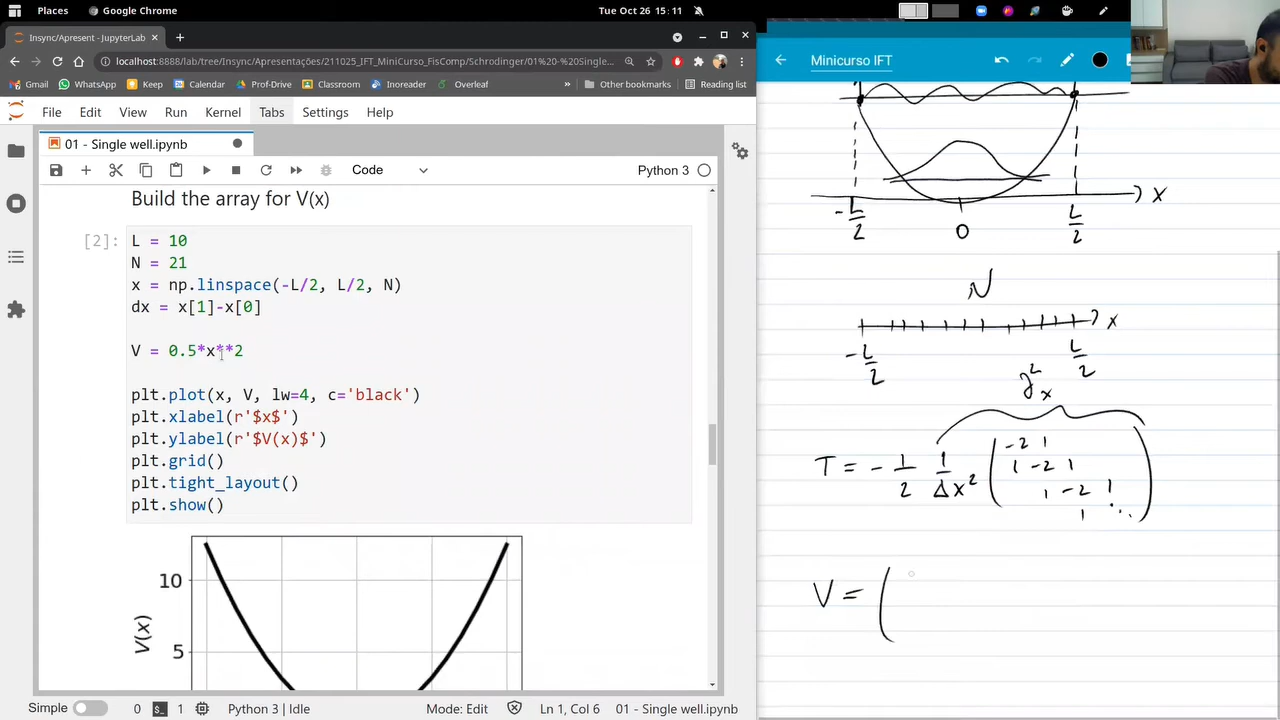 Places
Google Chrome
Tue Oct 26 15:11
Insync/Apresent - JupyterLab
localhost:8888/lab/tree/Insync/Apresentações/211025_IFT_MiniCurso_FisComp/Schrodinger/01%20-%20Single...
Gmail WhatsApp Keep Calendar Prof-Drive Classroom Inoreader Overleaf » Other bookmarks Reading list
File Edit View Run Kernel Tabs Settings Help
01 - Single well.ipynb
Code
Python 3
Build the array for V(x)
[2]:
L = 10
N = 21
x = np.linspace(-L/2, L/2, N)
dx = x[1]-x[0]
V = 0.5*x**2
plt.plot(x, V, lw=4, c='black')
plt.xlabel(r'$x$')
plt.ylabel(r'$V(x)$')
plt.grid()
plt.tight_layout()
plt.show()
10
5
V(x)
Simple 0 1 Python 3 | Idle Mode: Edit Ln 1, Col 6 01 - Single well.ipynb
Minicurso IFT
x
-L/2 0 L/2
N
x
-L/2 L/2
∂²x
T = - 1/2 1/Δx² ( -2 1
1 -2 1
1 -2 1
1 ⋱ )
V = (